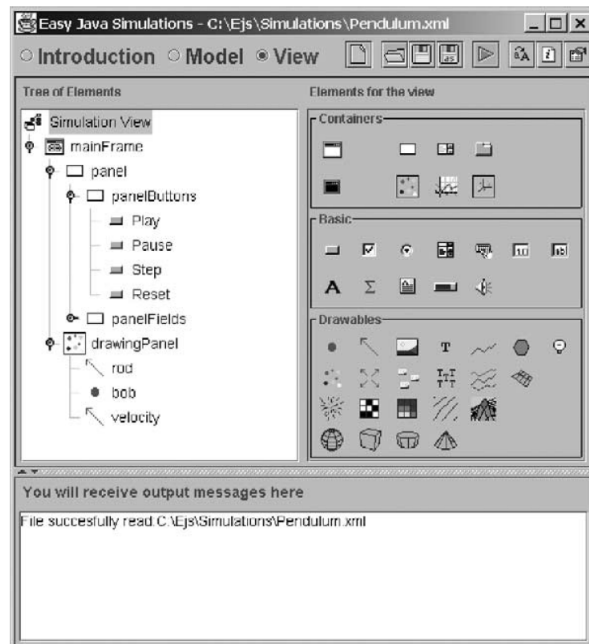 Easy Java Simulations - C:\Ejs\Simulations\Pendulum.xml
Introduction Model View
Tree of Elements
Elements for the view
Simulation View
mainFrame
panel
panelButtons
Play
Pause
Step
Reset
panelFields
drawingPanel
rod
bob
velocity
Containers
Basic
A Σ
Drawables
T
You will receive output messages here
File succesfully read C:\Ejs\Simulations\Pendulum.xml